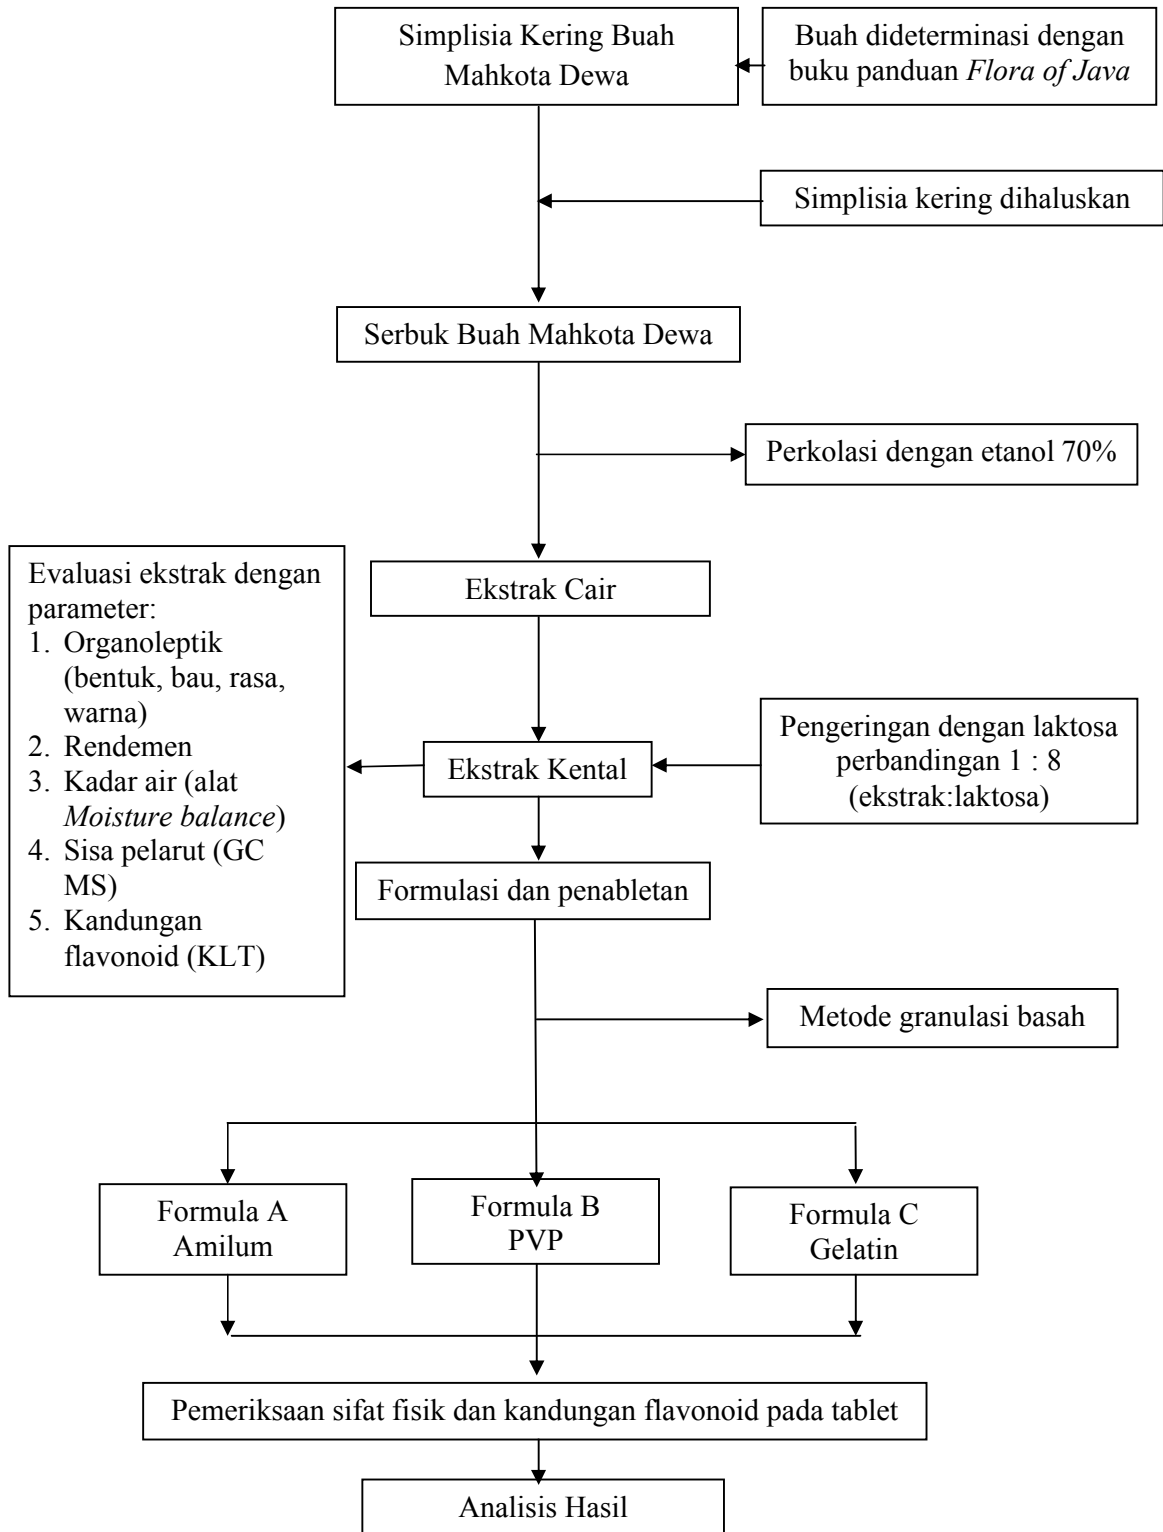 Simplisia Kering Buah
Mahkota Dewa
Buah dideterminasi dengan
buku panduan Flora of Java
Simplisia kering dihaluskan
Serbuk Buah Mahkota Dewa
Perkolasi dengan etanol 70%
Ekstrak Cair
Evaluasi ekstrak dengan
parameter:
1. Organoleptik
(bentuk, bau, rasa,
warna)
2. Rendemen
3. Kadar air (alat
Moisture balance)
4. Sisa pelarut (GC
MS)
5. Kandungan
flavonoid (KLT)
Ekstrak Kental
Pengeringan dengan laktosa
perbandingan 1 : 8
(ekstrak:laktosa)
Formulasi dan penabletan
Metode granulasi basah
Formula A
Amilum
Formula B
PVP
Formula C
Gelatin
Pemeriksaan sifat fisik dan kandungan flavonoid pada tablet
Analisis Hasil